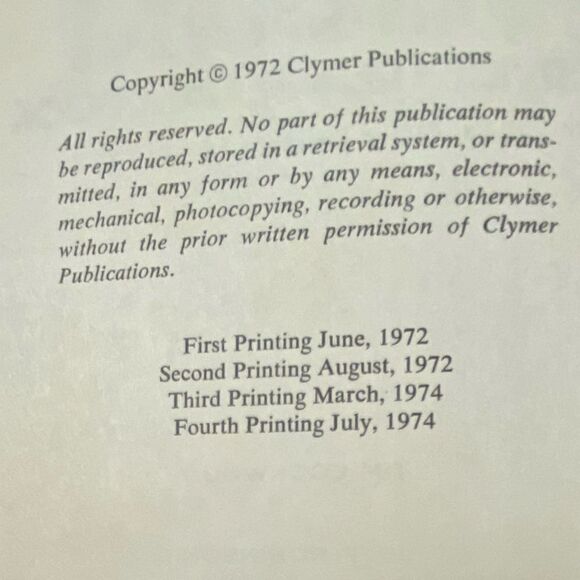 Copyright © 1972 Clymer Publications
All rights reserved. No part of this publication may
be reproduced, stored in a retrieval system, or trans-
mitted, in any form or by any means, electronic,
mechanical, photocopying, recording or otherwise,
without the prior written permission of Clymer
Publications.
First Printing June, 1972
Second Printing August, 1972
Third Printing March, 1974
Fourth Printing July, 1974